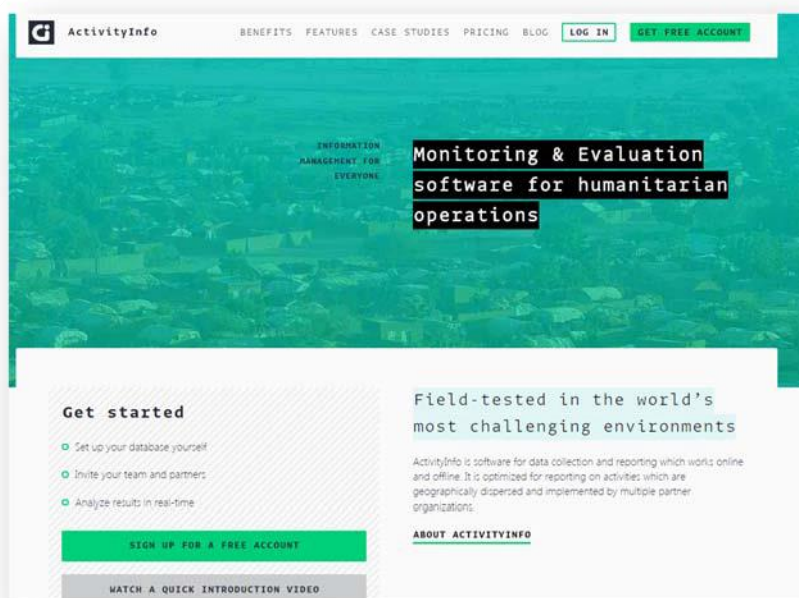 ActivityInfo
BENEFITS FEATURES CASE STUDIES PRICING BLOG LOG IN GET FREE ACCOUNT
INFORMATION
MANAGEMENT FOR
EVERYONE
Monitoring & Evaluation
software for humanitarian
operations
Get started
Set up your database yourself
Invite your team and partners
Analyze results in real-time
SIGN UP FOR A FREE ACCOUNT
WATCH A QUICK INTRODUCTION VIDEO
Field-tested in the world's
most challenging environments
ActivityInfo is software for data collection and reporting which works online
and offline. It is optimized for reporting on activities which are
geographically dispersed and implemented by multiple partner
organizations.
ABOUT ACTIVITYINFO